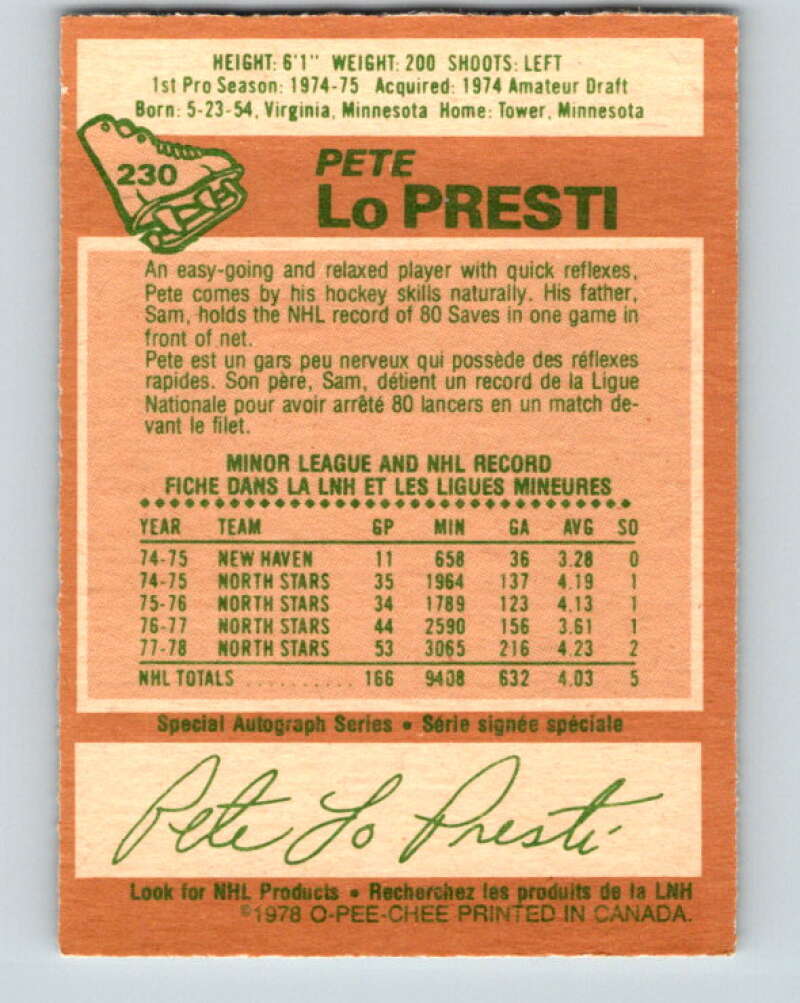 HEIGHT: 6'1" WEIGHT: 200 SHOOTS: LEFT
1st Pro Season: 1974-75 Acquired: 1974 Amateur Draft
Born: 5-23-54, Virginia, Minnesota Home: Tower, Minnesota
230
PETE
Lo PRESTI
An easy-going and relaxed player with quick reflexes,
Pete comes by his hockey skills naturally. His father,
Sam, holds the NHL record of 80 Saves in one game in
front of net.
Pete est un gars peu nerveux qui possède des réflexes
rapides. Son père, Sam, détient un record de la Ligue
Nationale pour avoir arrêté 80 lancers en un match de-
vant le filet.
MINOR LEAGUE AND NHL RECORD
FICHE DANS LA LNH ET LES LIGUES MINEURES
YEAR TEAM GP MIN GA AVG SO
74-75 NEW HAVEN 11 658 36 3.28 0
74-75 NORTH STARS 35 1964 137 4.19 1
75-76 NORTH STARS 34 1789 123 4.13 1
76-77 NORTH STARS 44 2590 156 3.61 1
77-78 NORTH STARS 53 3065 216 4.23 2
NHL TOTALS .......... 166 9408 632 4.03 5
Special Autograph Series • Série signée spéciale
Pete Lo Presti
Look for NHL Products • Recherchez les produits de la LNH
©1978 O-PEE-CHEE PRINTED IN CANADA.